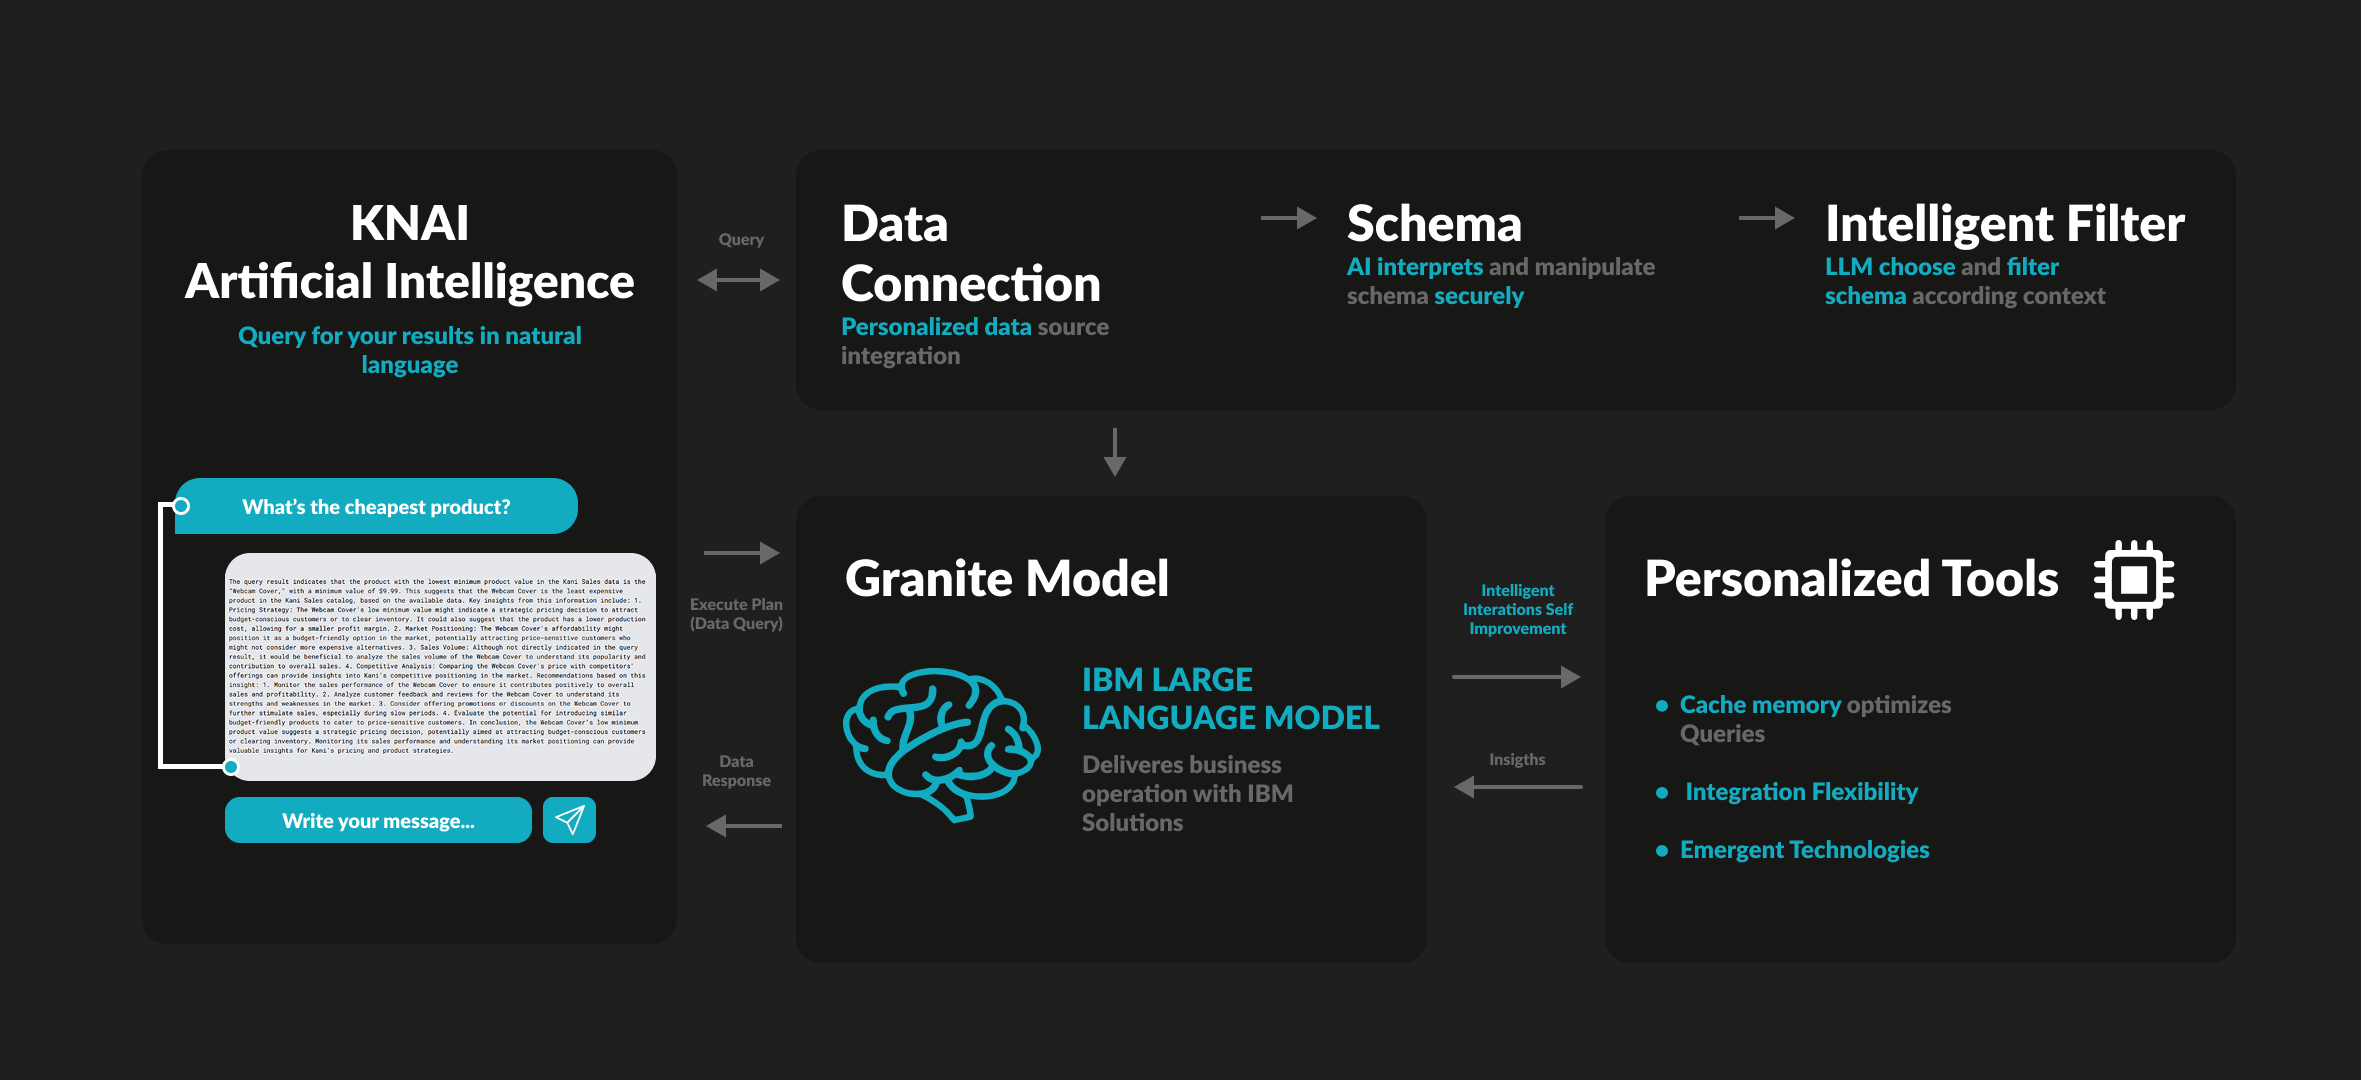 KNAI
Artificial Intelligence
Query for your results in natural
language
What's the cheapest product?
The query result indicates that the product with the lowest minimum product value in the Kani Sales data is the
"Webcam Cover," with a minimum value of $9.99. This suggests that the Webcam Cover is the least expensive
product in the Kani Sales catalog, based on the available data. Key insights from this information include: 1.
Pricing Strategy: The Webcam Cover's low minimum value might indicate a strategic pricing decision to attract
budget-conscious customers or to clear inventory. It could also suggest that the product has a lower production
cost, allowing for a smaller profit margin. 2. Market Positioning: The Webcam Cover's affordability might
position it as a budget-friendly option in the market, potentially attracting price-sensitive customers who
might not consider more expensive alternatives. 3. Sales Volume: Although not directly indicated in the query
result, it would be beneficial to analyze the sales volume of the Webcam Cover to understand its popularity and
contribution to overall sales. 4. Competitive Analysis: Comparing the Webcam Cover's price with competitors'
offerings can provide insights into Kani's competitive positioning in the market. Recommendations based on this
insight: 1. Monitor the sales performance of the Webcam Cover to ensure it contributes positively to overall
sales and profitability. 2. Analyze customer feedback and reviews for the Webcam Cover to understand its
strengths and weaknesses in the market. 3. Consider offering promotions or discounts on the Webcam Cover to
further stimulate sales, especially during slow periods. 4. Evaluate the potential for introducing similar
budget-friendly products to cater to price-sensitive customers. In conclusion, the Webcam Cover's low minimum
product value suggests a strategic pricing decision, potentially aimed at attracting budget-conscious customers
or clearing inventory. Monitoring its sales performance and understanding its market positioning can provide
valuable insights for Kani's pricing and product strategies.
Write your message...
Query
Execute Plan
(Data Query)
Data
Response
Data
Connection
Personalized data source
integration
Schema
AI interprets and manipulate
schema securely
Intelligent Filter
LLM choose and filter
schema according context
Granite Model
IBM LARGE
LANGUAGE MODEL
Deliveres business
operation with IBM
Solutions
Intelligent
Interations Self
Improvement
Insigths
Personalized Tools
• Cache memory optimizes
Queries
• Integration Flexibility
• Emergent Technologies